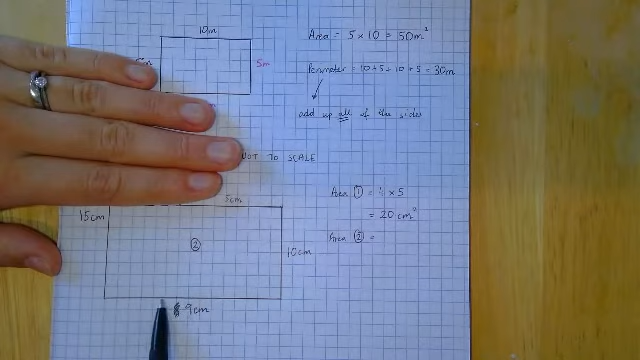 10m
Area = 5 x 10 = 50m²
5m
Perimeter = 10 + 5 + 10 + 5 = 30m
add up all of the sides
NOT TO SCALE
Area ① = 4 x 5
5cm
15cm
= 20 cm²
Area ② =
②
10cm
9cm